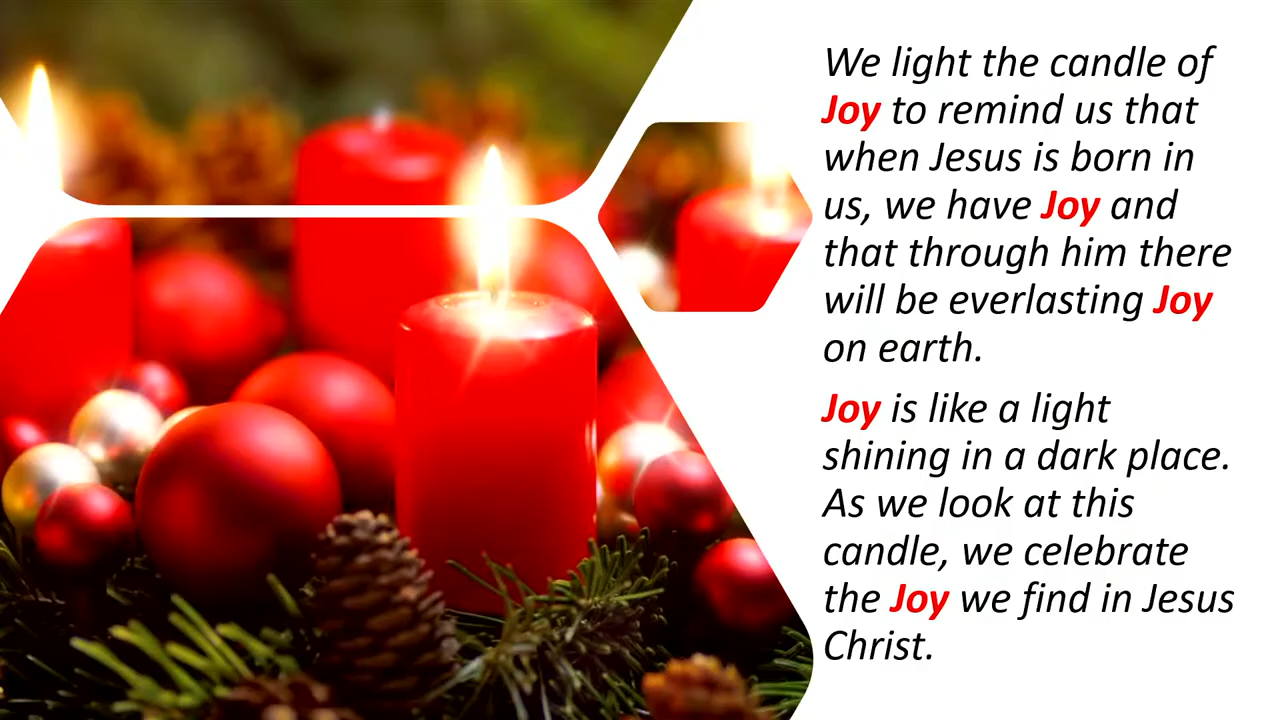 We light the candle of
Joy to remind us that
when Jesus is born in
us, we have Joy and
that through him there
will be everlasting Joy
on earth.
Joy is like a light
shining in a dark place.
As we look at this
candle, we celebrate
the Joy we find in Jesus
Christ.